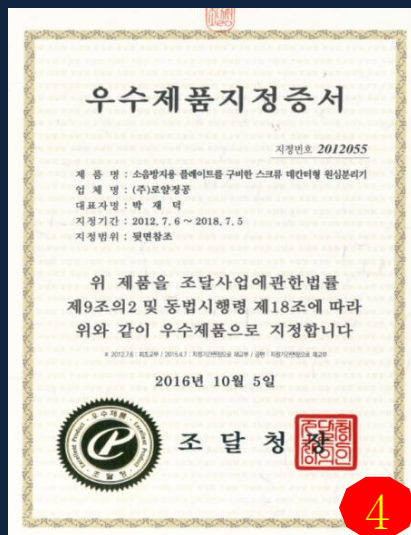 우수제품지정증서
지정번호 2012055
제 품 명 : 소음방지용 플레이트를 구비한 스크류 데칸터형 원심분리기
업 체 명 : (주)로얄정공
대표자명 : 박 재 덕
지정기간 : 2012. 7. 6 ~ 2018. 7. 5
지정범위 : 뒷면참조
위 제품을 조달사업에관한법률
제9조의2 및 동법시행령 제18조에 따라
위와 같이 우수제품으로 지정합니다
2016년 10월 5일
· 우수제품 · Excellent Product
조 달 청 장
4